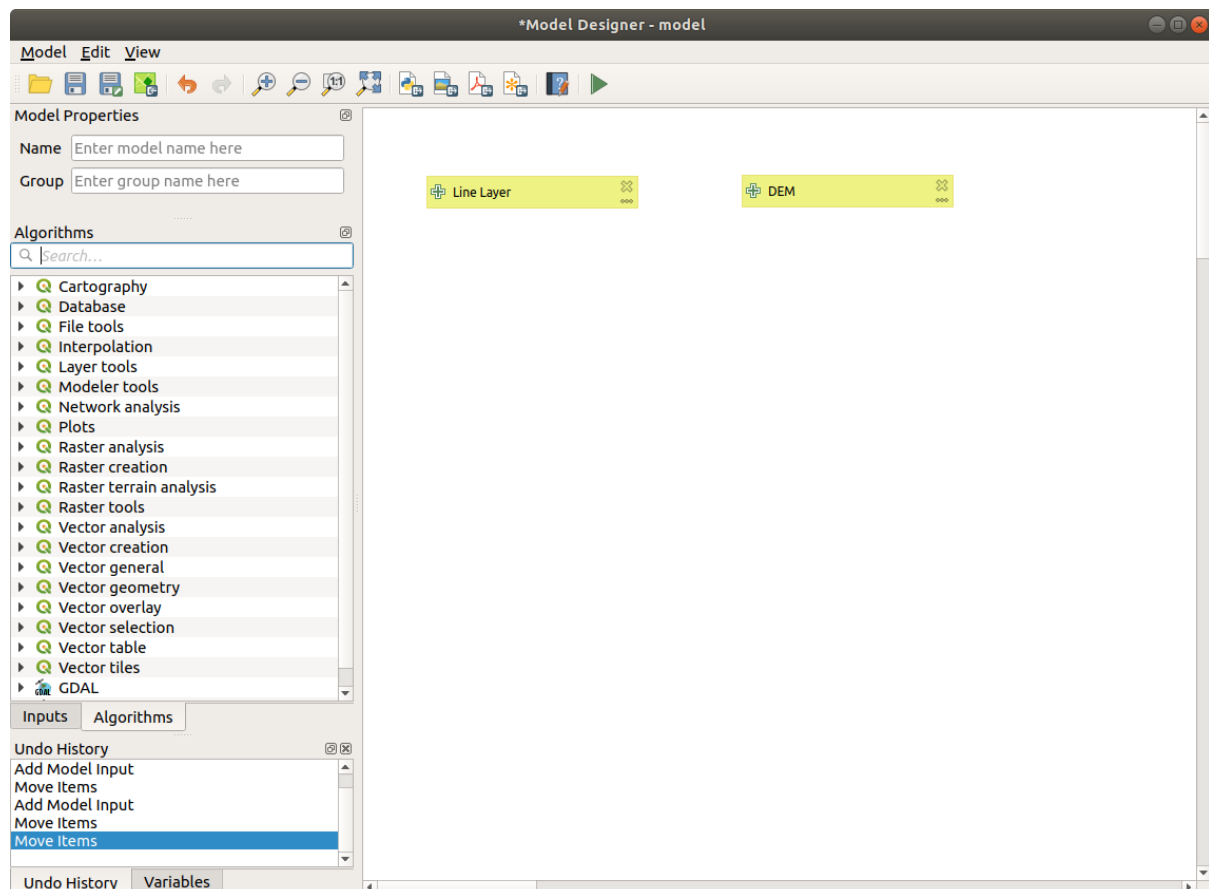 *Model Designer - model
Model Edit View
1:1
Model Properties
Name Enter model name here
Group Enter group name here
Algorithms
Search...
Cartography
Database
File tools
Interpolation
Layer tools
Modeler tools
Network analysis
Plots
Raster analysis
Raster creation
Raster terrain analysis
Raster tools
Vector analysis
Vector creation
Vector general
Vector geometry
Vector overlay
Vector selection
Vector table
Vector tiles
GDAL GDAL
Inputs Algorithms
Undo History
Add Model Input
Move Items
Add Model Input
Move Items
Move Items
Undo History Variables
Line Layer
DEM